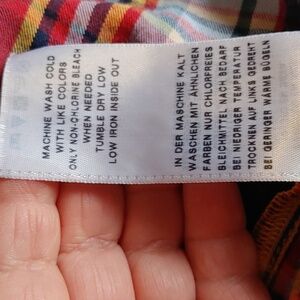 MACHINE WASH COLD
WITH LIKE COLORS
ONLY NON-CHLORINE BLEACH
WHEN NEEDED
TUMBLE DRY LOW
LOW IRON INSIDE OUT
IN DER MASCHINE KALT
WASCHEN MIT ÄHNLICHEN
FARBEN NUR CHLORFREIES
BLEICHMITTEL NACH BEDARF
BEI NIEDRIGER TEMPERATUR
TROCKNEN AUF LINKS GEDREHT
BEI GERINGER WÄRME BÜGELN